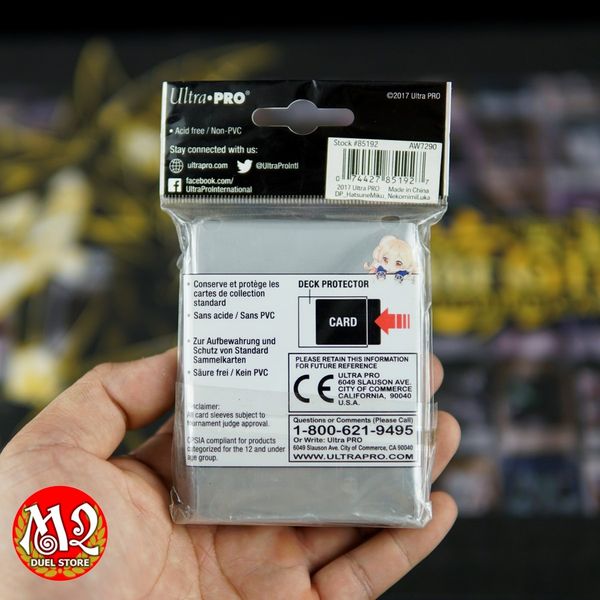 Ultra•PRO®
©2017 Ultra PRO
• Acid free / Non-PVC
Stay connected with us:
ultrapro.com @UltraProIntl
facebook.com/
UltraProInternational
Stock #85192 AW7290
0 74427 85192 7
2017 Ultra PRO Made in China
DP_HatsuneMiku, NekomimiLuka
• Conserve et protège les
cartes de collection
standard
• Sans acide / Sans PVC
• Zur Aufbewahrung und
Schutz von Standard
Sammelkarten
• Säure frei / Kein PVC
Disclaimer:
All card sleeves subject to
tournament judge approval.
CPSIA compliant for products
categorized for the 12 and under
age group.
DECK PROTECTOR
CARD
PLEASE RETAIN THIS INFORMATION
FOR FUTURE REFERENCE
CE
ULTRA PRO
6049 SLAUSON AVE.
CITY OF COMMERCE
CALIFORNIA, 90040
U.S.A.
Questions or Comments (Please Call)
1-800-621-9495
Or Write: Ultra PRO
6049 Slauson Ave. City of Commerce, CA 90040
WWW.ULTRAPRO.COM
M2
DUEL STORE